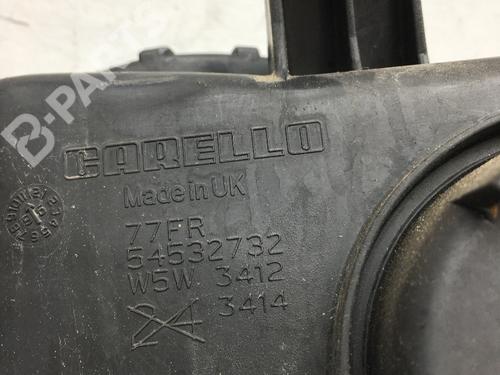 B-PARTS
CARELLO
Made in UK
77FR
54532732
W5W 3412
24 3414